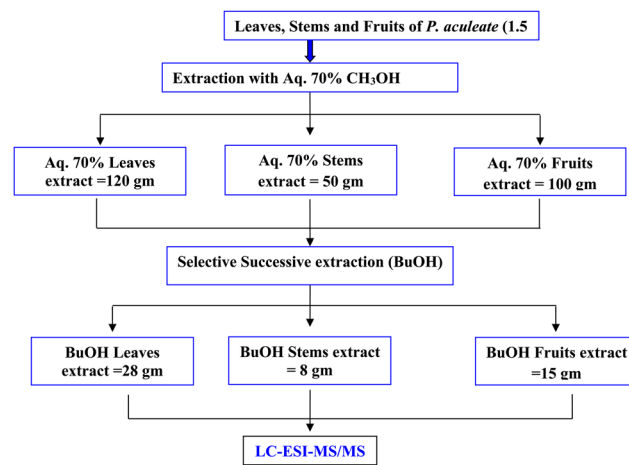 Leaves, Stems and Fruits of P. aculeate (1.5
Extraction with Aq. 70% CH₃OH
Aq. 70% Leaves
extract =120 gm
Aq. 70% Stems
extract = 50 gm
Aq. 70% Fruits
extract = 100 gm
Selective Successive extraction (BuOH)
BuOH Leaves
extract =28 gm
BuOH Stems extract
= 8 gm
BuOH Fruits extract
=15 gm
LC-ESI-MS/MS